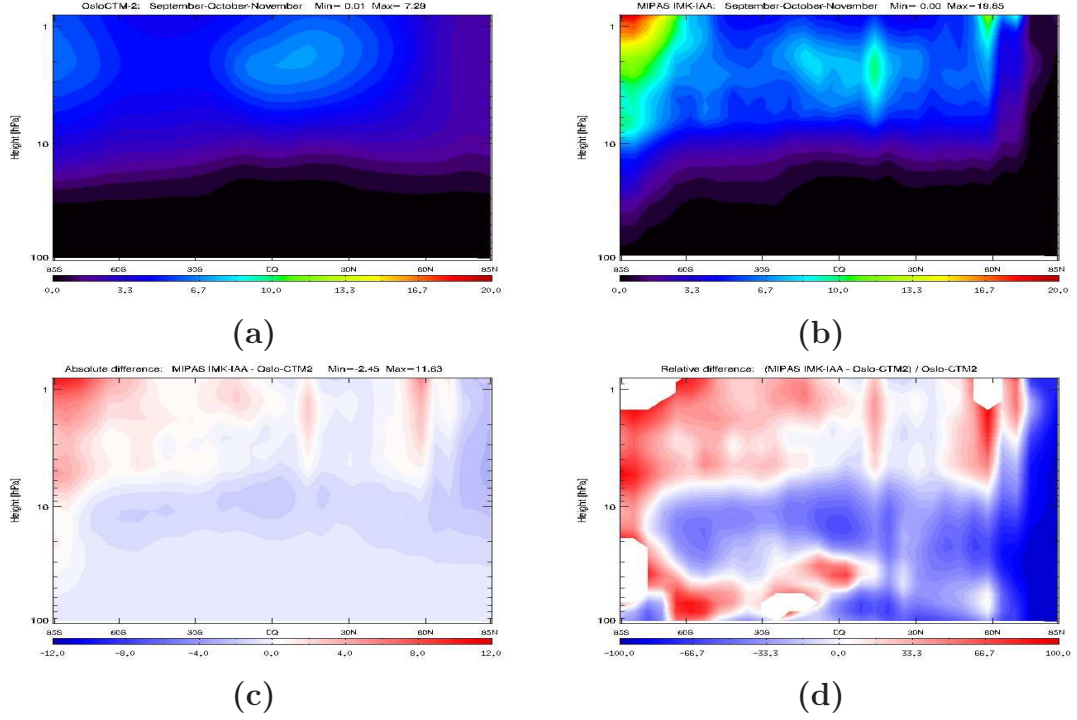 OsloCTM-2: September-October-November Min= 0.01 Max= 7.29
MIPAS IMK-IAA: September-October-November Min= 0.00 Max=19.65
Height [hPa]
1
10
100
85S 60S 30S EQ 30N 60N 85N
0.0 3.3 6.7 10.0 13.3 16.7 20.0
(a)
Height [hPa]
1
10
100
85S 60S 30S EQ 30N 60N 85N
0.0 3.3 6.7 10.0 13.3 16.7 20.0
(b)
Absolute difference: MIPAS IMK-IAA - Oslo-CTM2 Min=-2.45 Max=11.63
Relative difference: (MIPAS IMK-IAA - Oslo-CTM2) / Oslo-CTM2
Height [hPa]
1
10
100
85S 60S 30S EQ 30N 60N 85N
-12.0 -8.0 -4.0 0.0 4.0 8.0 12.0
(c)
Height [hPa]
1
10
100
85S 60S 30S EQ 30N 60N 85N
-100.0 -66.7 -33.3 0.0 33.3 66.7 100.0
(d)